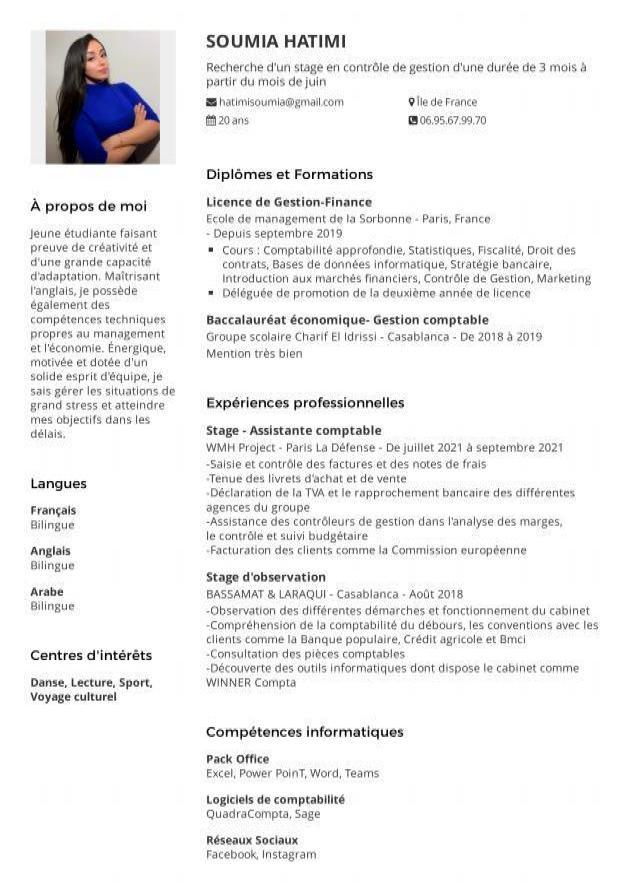 SOUMIA HATIMI
Recherche d'un stage en contrôle de gestion d'une durée de 3 mois à
partir du mois de juin
hatimisoumia@gmail.com
Île de France
20 ans
06.95.67.99.70
À propos de moi
Jeune étudiante faisant
preuve de créativité et
d'une grande capacité
d'adaptation. Maîtrisant
l'anglais, je possède
également des
compétences techniques
propres au management
et l'économie. Énergique,
motivée et dotée d'un
solide esprit d'équipe, je
sais gérer les situations de
grand stress et atteindre
mes objectifs dans les
délais.
Langues
Français
Bilingue
Anglais
Bilingue
Arabe
Bilingue
Centres d'intérêts
Danse, Lecture, Sport,
Voyage culturel
Diplômes et Formations
Licence de Gestion-Finance
Ecole de management de la Sorbonne - Paris, France
- Depuis septembre 2019
▪ Cours : Comptabilité approfondie, Statistiques, Fiscalité, Droit des
contrats, Bases de données informatique, Stratégie bancaire,
Introduction aux marchés financiers, Contrôle de Gestion, Marketing
▪ Déléguée de promotion de la deuxième année de licence
Baccalauréat économique- Gestion comptable
Groupe scolaire Charif El Idrissi - Casablanca - De 2018 à 2019
Mention très bien
Expériences professionnelles
Stage - Assistante comptable
WMH Project - Paris La Défense - De juillet 2021 à septembre 2021
-Saisie et contrôle des factures et des notes de frais
-Tenue des livrets d'achat et de vente
-Déclaration de la TVA et le rapprochement bancaire des différentes
agences du groupe
-Assistance des contrôleurs de gestion dans l'analyse des marges,
le contrôle et suivi budgétaire
-Facturation des clients comme la Commission européenne
Stage d'observation
BASSAMAT & LARAQUI - Casablanca - Août 2018
-Observation des différentes démarches et fonctionnement du cabinet
-Compréhension de la comptabilité du débours, les conventions avec les
clients comme la Banque populaire, Crédit agricole et Bmci
-Consultation des pièces comptables
-Découverte des outils informatiques dont dispose le cabinet comme
WINNER Compta
Compétences informatiques
Pack Office
Excel, Power PoinT, Word, Teams
Logiciels de comptabilité
QuadraCompta, Sage
Réseaux Sociaux
Facebook, Instagram